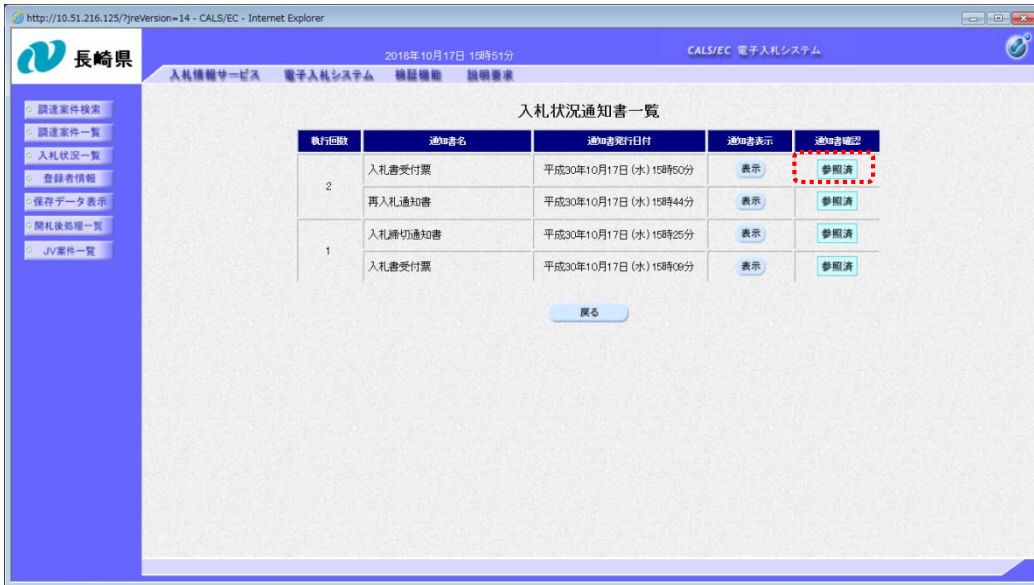 http://10.51.216.125/?jreVersion=14 - CALS/EC - Internet Explorer
長崎県
2018年10月17日 15時51分
CALS/EC 電子入札システム
入札情報サービス 電子入札システム 検証機能 説明要求
調達案件検索
調達案件一覧
入札状況一覧
登録者情報
保存データ表示
開札後処理一覧
JV案件一覧
入札状況通知書一覧
執行回数 通知書名 通知書発行日付 通知書表示 通知書確認
2
入札書受付票 平成30年10月17日 (水) 15時50分 表示 参照済
再入札通知書 平成30年10月17日 (水) 15時44分 表示 参照済
1
入札締切通知書 平成30年10月17日 (水) 15時25分 表示 参照済
入札書受付票 平成30年10月17日 (水) 15時09分 表示 参照済
戻る